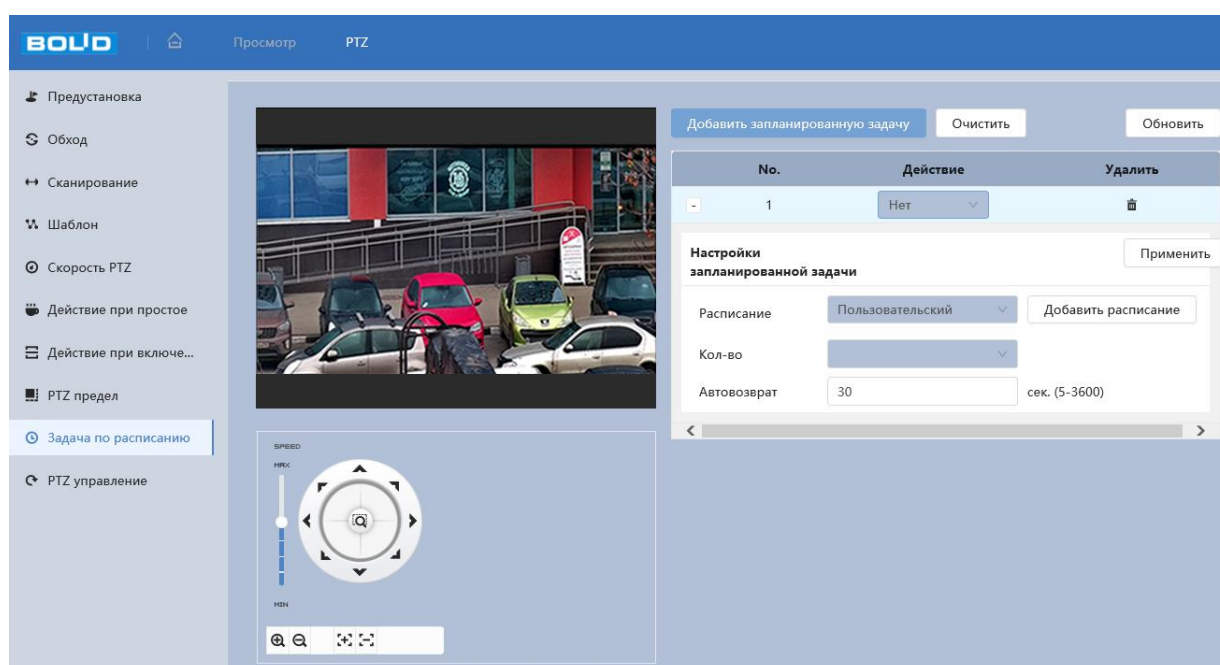 BOLID
Просмотр
PTZ
Предустановка
Обход
Сканирование
Шаблон
Скорость PTZ
Действие при простое
Действие при включе...
PTZ предел
Задача по расписанию
PTZ управление
SPEED
MAX
MIN
Добавить запланированную задачу
Очистить
Обновить
No. Действие Удалить
- 1 Нет
Настройки
запланированной задачи
Применить
Расписание Пользовательский Добавить расписание
Кол-во
Автовозврат 30 сек. (5-3600)